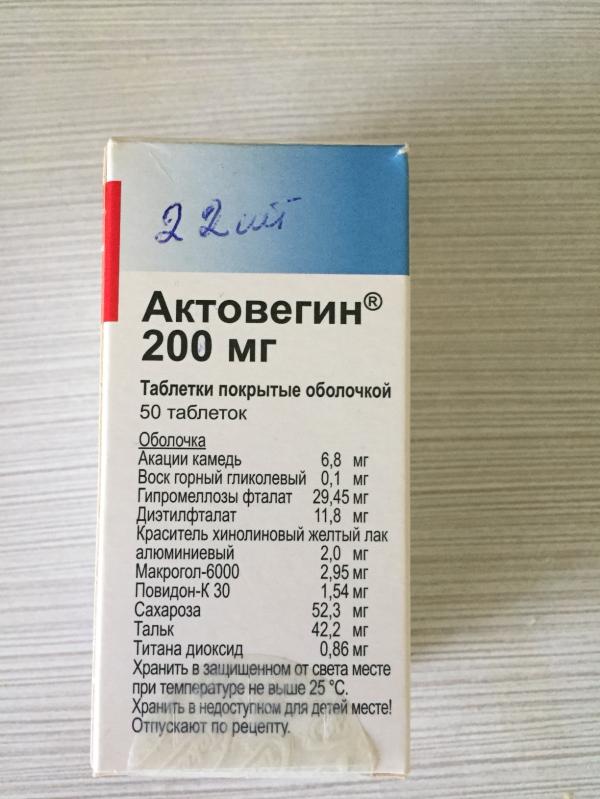 22шт
Актовегин®
200 мг
Таблетки покрытые оболочкой
50 таблеток
Оболочка
Акации камедь 6,8 мг
Воск горный гликолевый 0,1 мг
Гипромеллозы фталат 29,45 мг
Диэтилфталат 11,8 мг
Краситель хинолиновый желтый лак
алюминиевый 2,0 мг
Макрогол-6000 2,95 мг
Повидон-К 30 1,54 мг
Сахароза 52,3 мг
Тальк 42,2 мг
Титана диоксид 0,86 мг
Хранить в защищенном от света месте
при температуре не выше 25 °С.
Хранить в недоступном для детей месте!
Отпускают по рецепту.